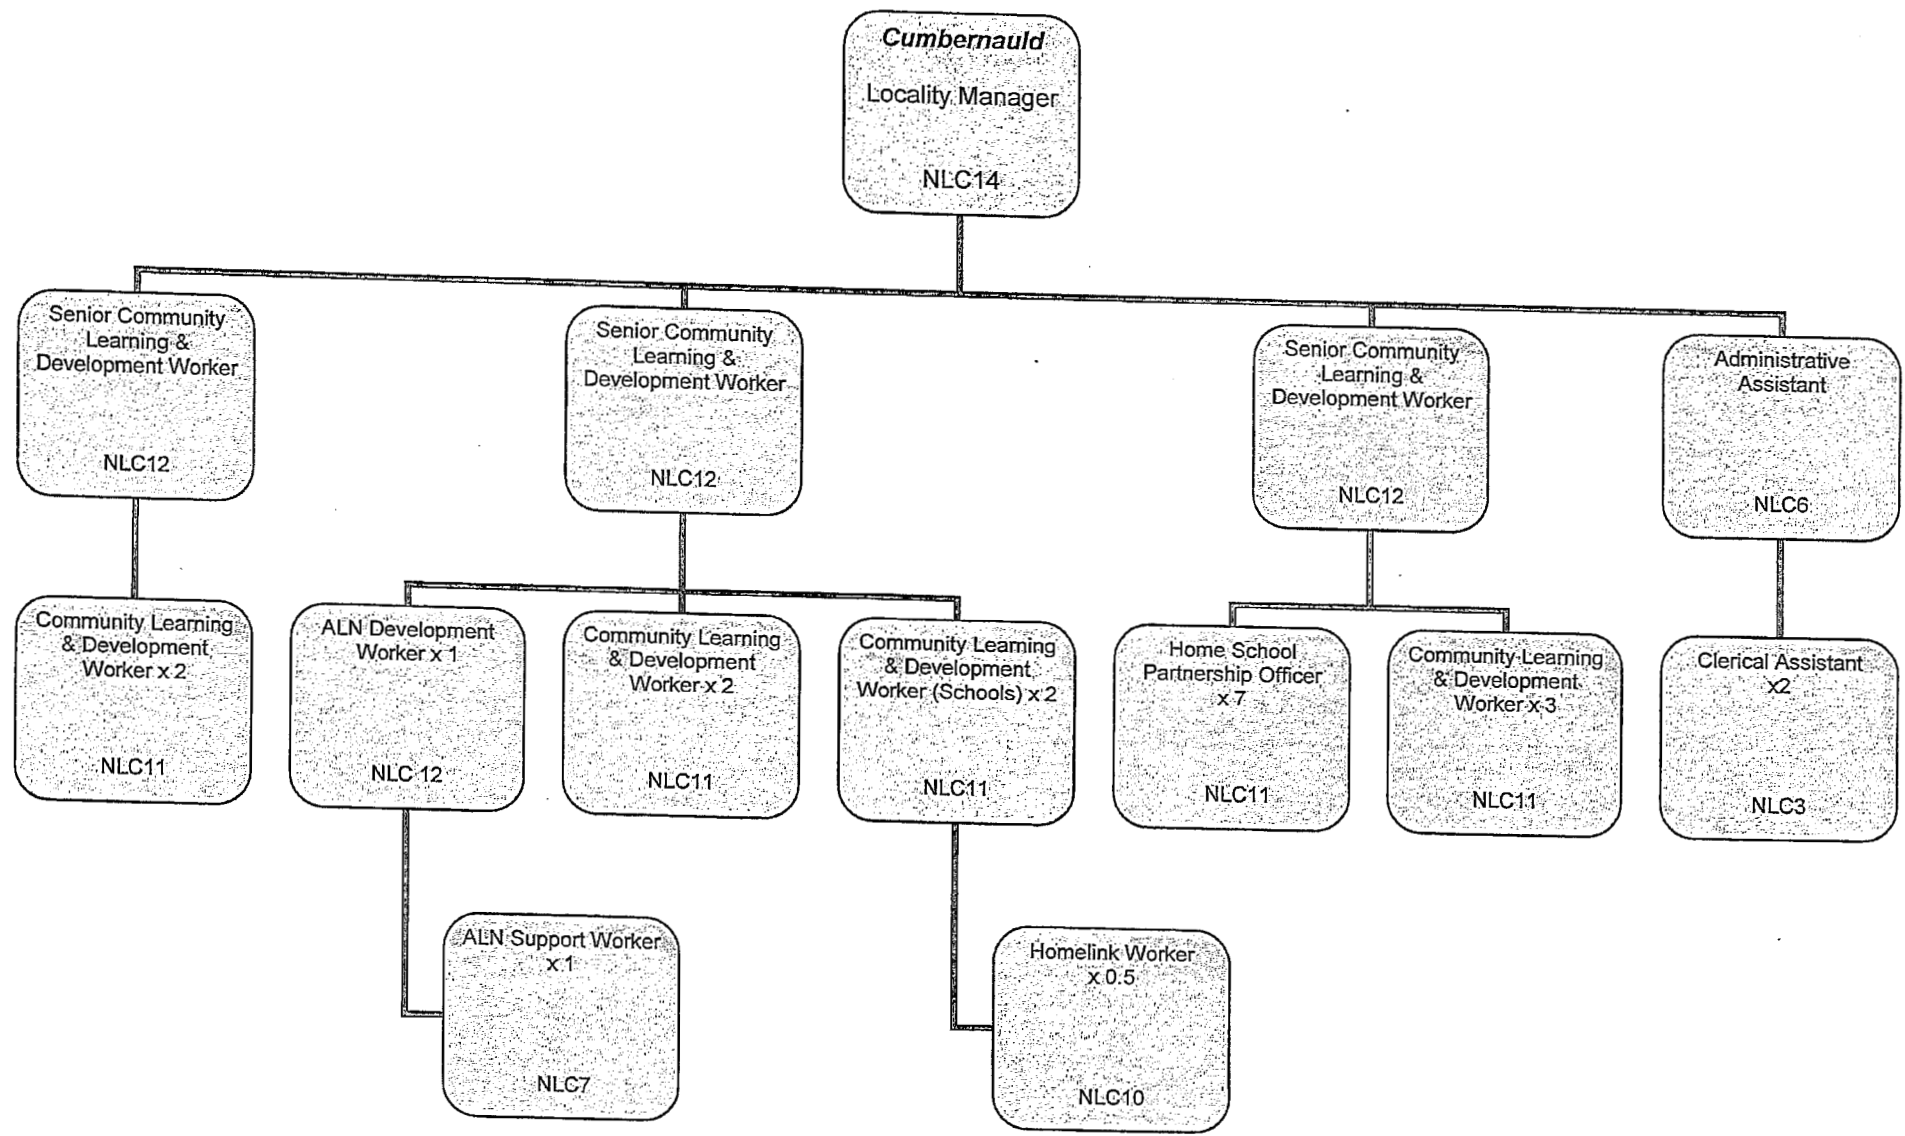 Cumbernauld
Locality Manager
NLC14
Senior Community
Learning &
Development Worker
NLC12
Senior Community
Learning &
Development Worker
NLC12
Senior Community
Learning &
Development Worker
NLC12
Administrative
Assistant
NLC6
Community Learning
& Development
Worker x 2
NLC11
ALN Development
Worker x 1
NLC 12
Community Learning
& Development
Worker x 2
NLC11
Community Learning
& Development
Worker (Schools) x 2
NLC11
Home School
Partnership Officer
x 7
NLC11
Community Learning
& Development
Worker x 3
NLC11
Clerical Assistant
x2
NLC3
ALN Support Worker
x 1
NLC7
Homelink Worker
x 0.5
NLC10